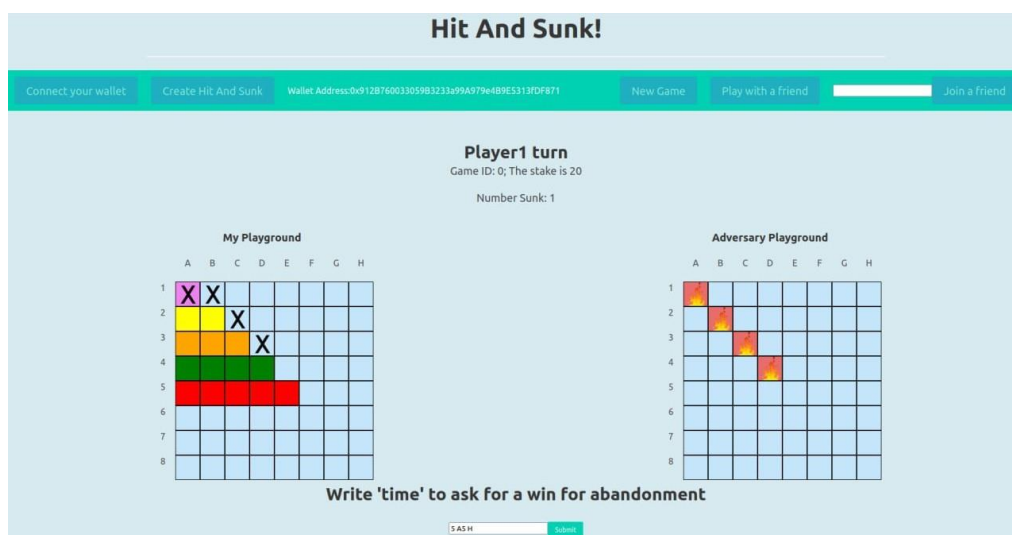 Hit And Sunk!
Connect your wallet Create Hit And Sunk Wallet Address:0x912B760033059B3233a99A979e4B9E5313fDF871 New Game Play with a friend Join a friend
Player1 turn
Game ID: 0; The stake is 20
Number Sunk: 1
My Playground Adversary Playground
A B C D E F G H A B C D E F G H
1 X X 1
2 X 2
3 X 3
4 4
5 5
6 6
7 7
8 8
Write 'time' to ask for a win for abandonment
5 A5 H Submit